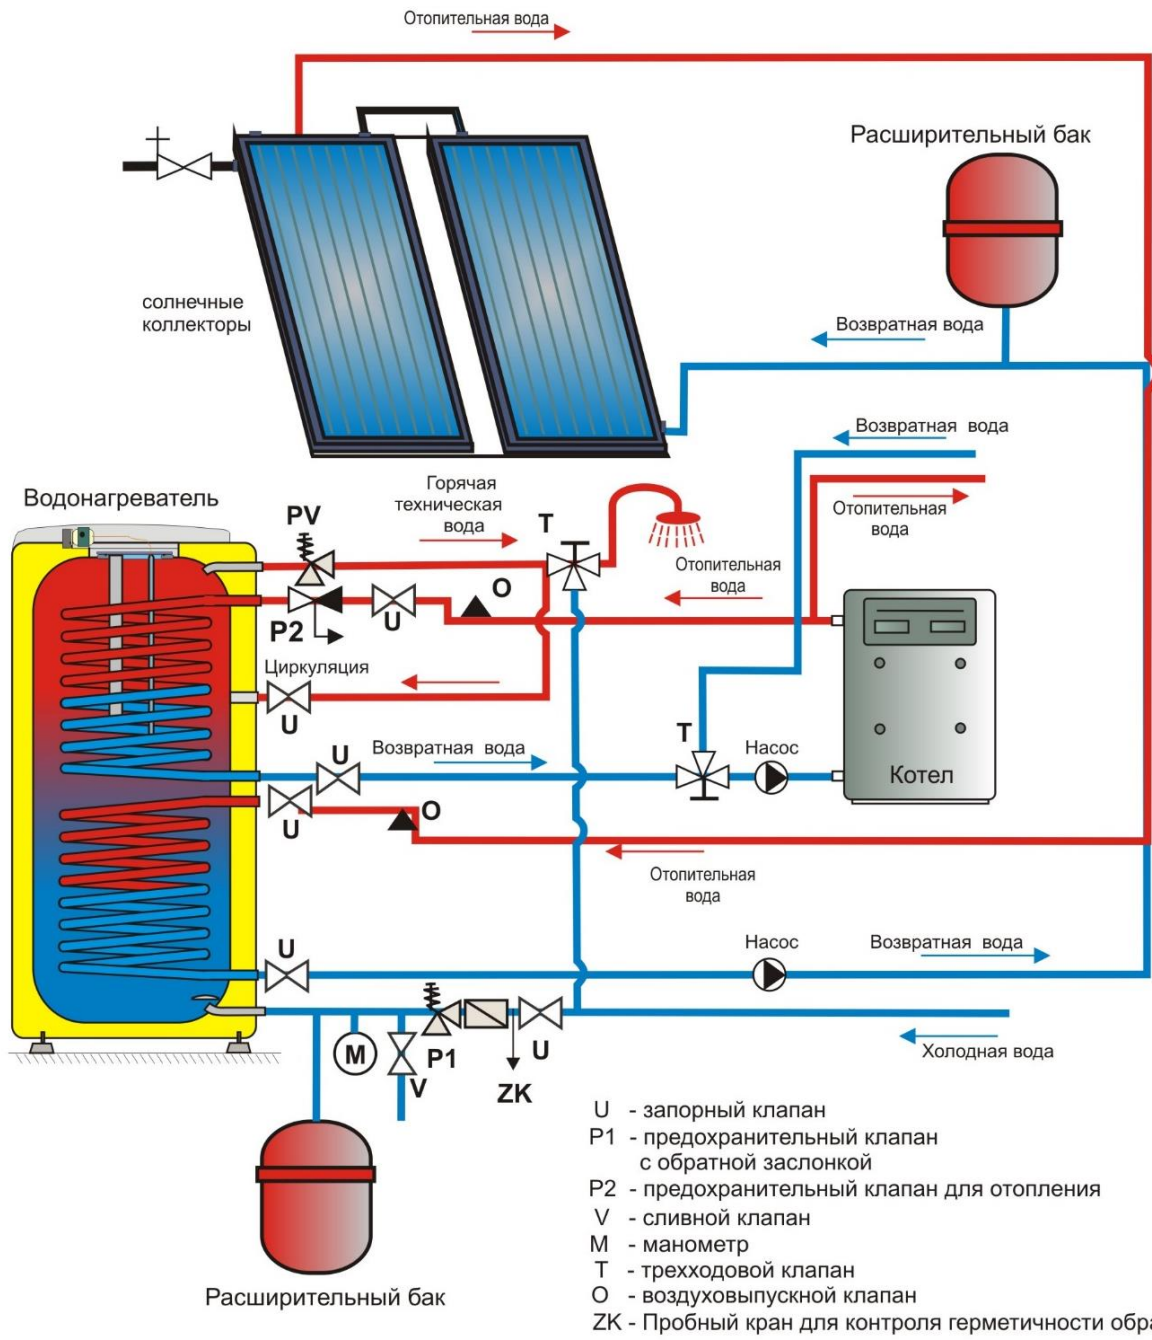 Отопительная вода
Расширительный бак
солнечные
коллекторы
Возвратная вода
Возвратная вода
Водонагреватель
Горячая
техническая
вода
PV
T
Отопительная
вода
Отопительная
вода
O
P2
U
Циркуляция
U
Возвратная вода
U
T
Насос
Котел
U
O
Отопительная
вода
U
Насос
Возвратная вода
M
V
P1
ZK
U
Холодная вода
U - запорный клапан
P1 - предохранительный клапан
с обратной заслонкой
P2 - предохранительный клапан для отопления
V - сливной клапан
M - манометр
T - трехходовой клапан
O - воздуховыпускной клапан
ZK - Пробный кран для контроля герметичности обра
Расширительный бак